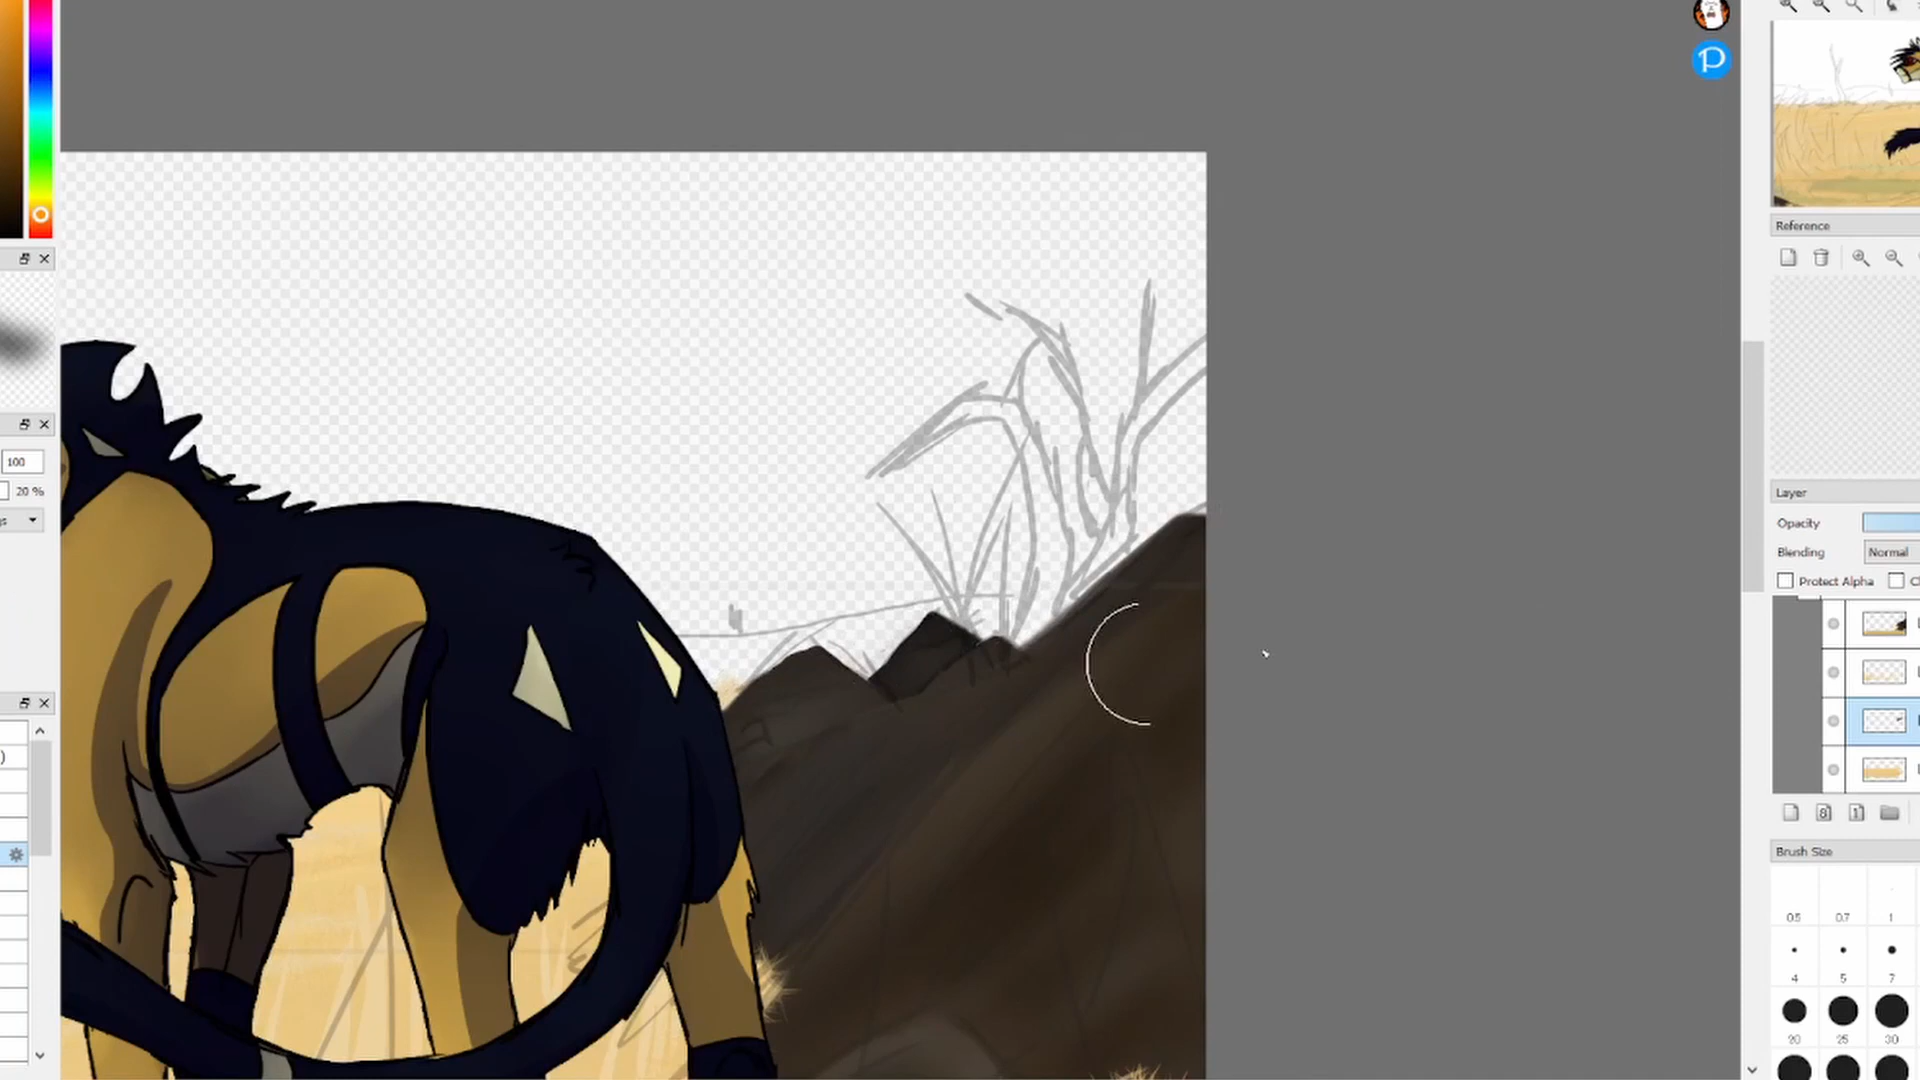 Reference
100
Layer
20 %
Opacity
Blending Normal
Protect Alpha
Brush Size
0.5 0.7 1
4 5 7
20 25 30